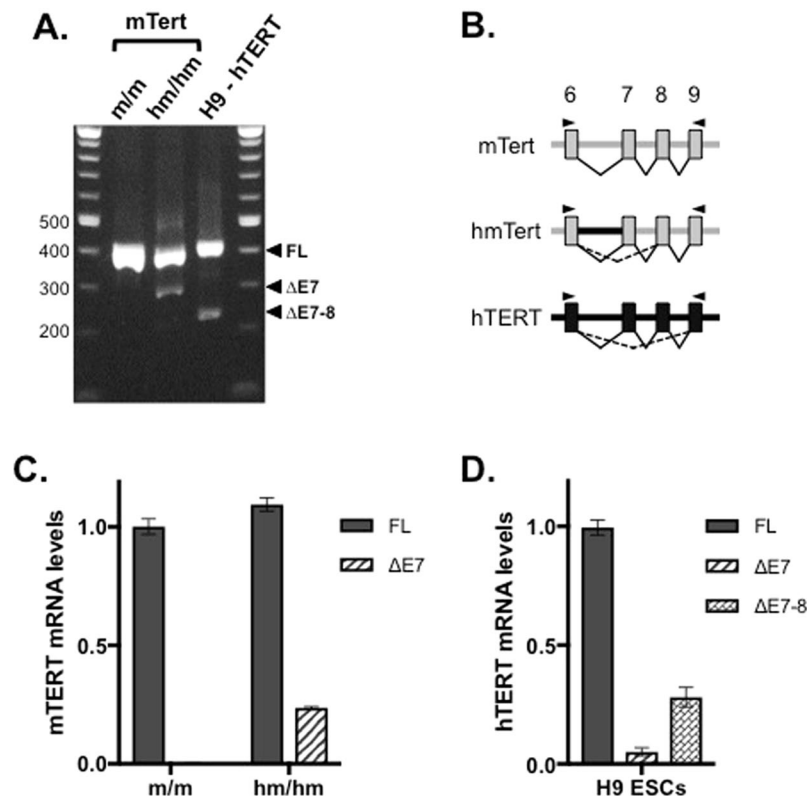 A.
mTert
m/m
hm/hm
H9 - hTERT
500
400
300
200
FL
ΔE7
ΔE7-8
B.
6 7 8 9
mTert
hmTert
hTERT
C.
mTERT mRNA levels
1.0
0.5
0.0
m/m
hm/hm
FL
ΔE7
D.
hTERT mRNA levels
1.0
0.5
0.0
H9 ESCs
FL
ΔE7
ΔE7-8